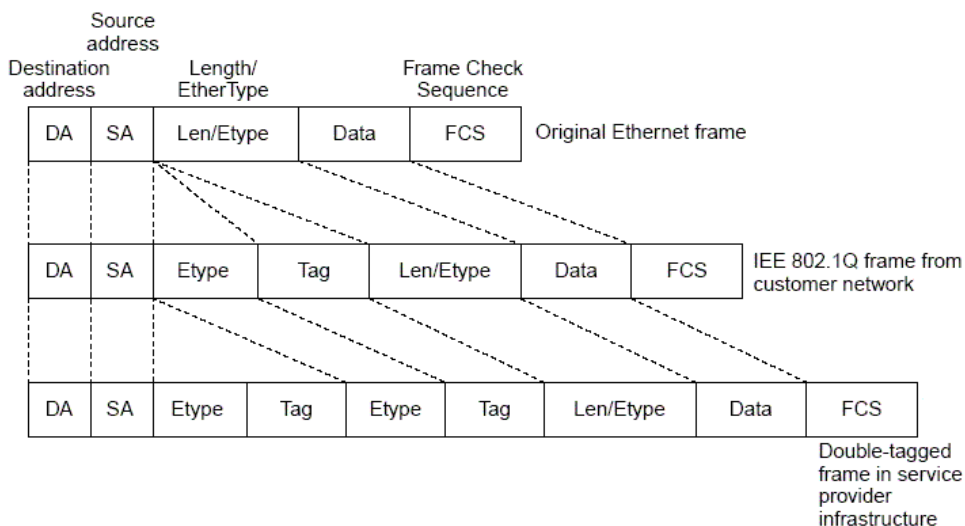 Source
address
Destination
address
Length/
EtherType
Frame Check
Sequence
DA SA Len/Etype Data FCS Original Ethernet frame
DA SA Etype Tag Len/Etype Data FCS
IEE 802.1Q frame from
customer network
DA SA Etype Tag Etype Tag Len/Etype Data FCS
Double-tagged
frame in service
provider
infrastructure